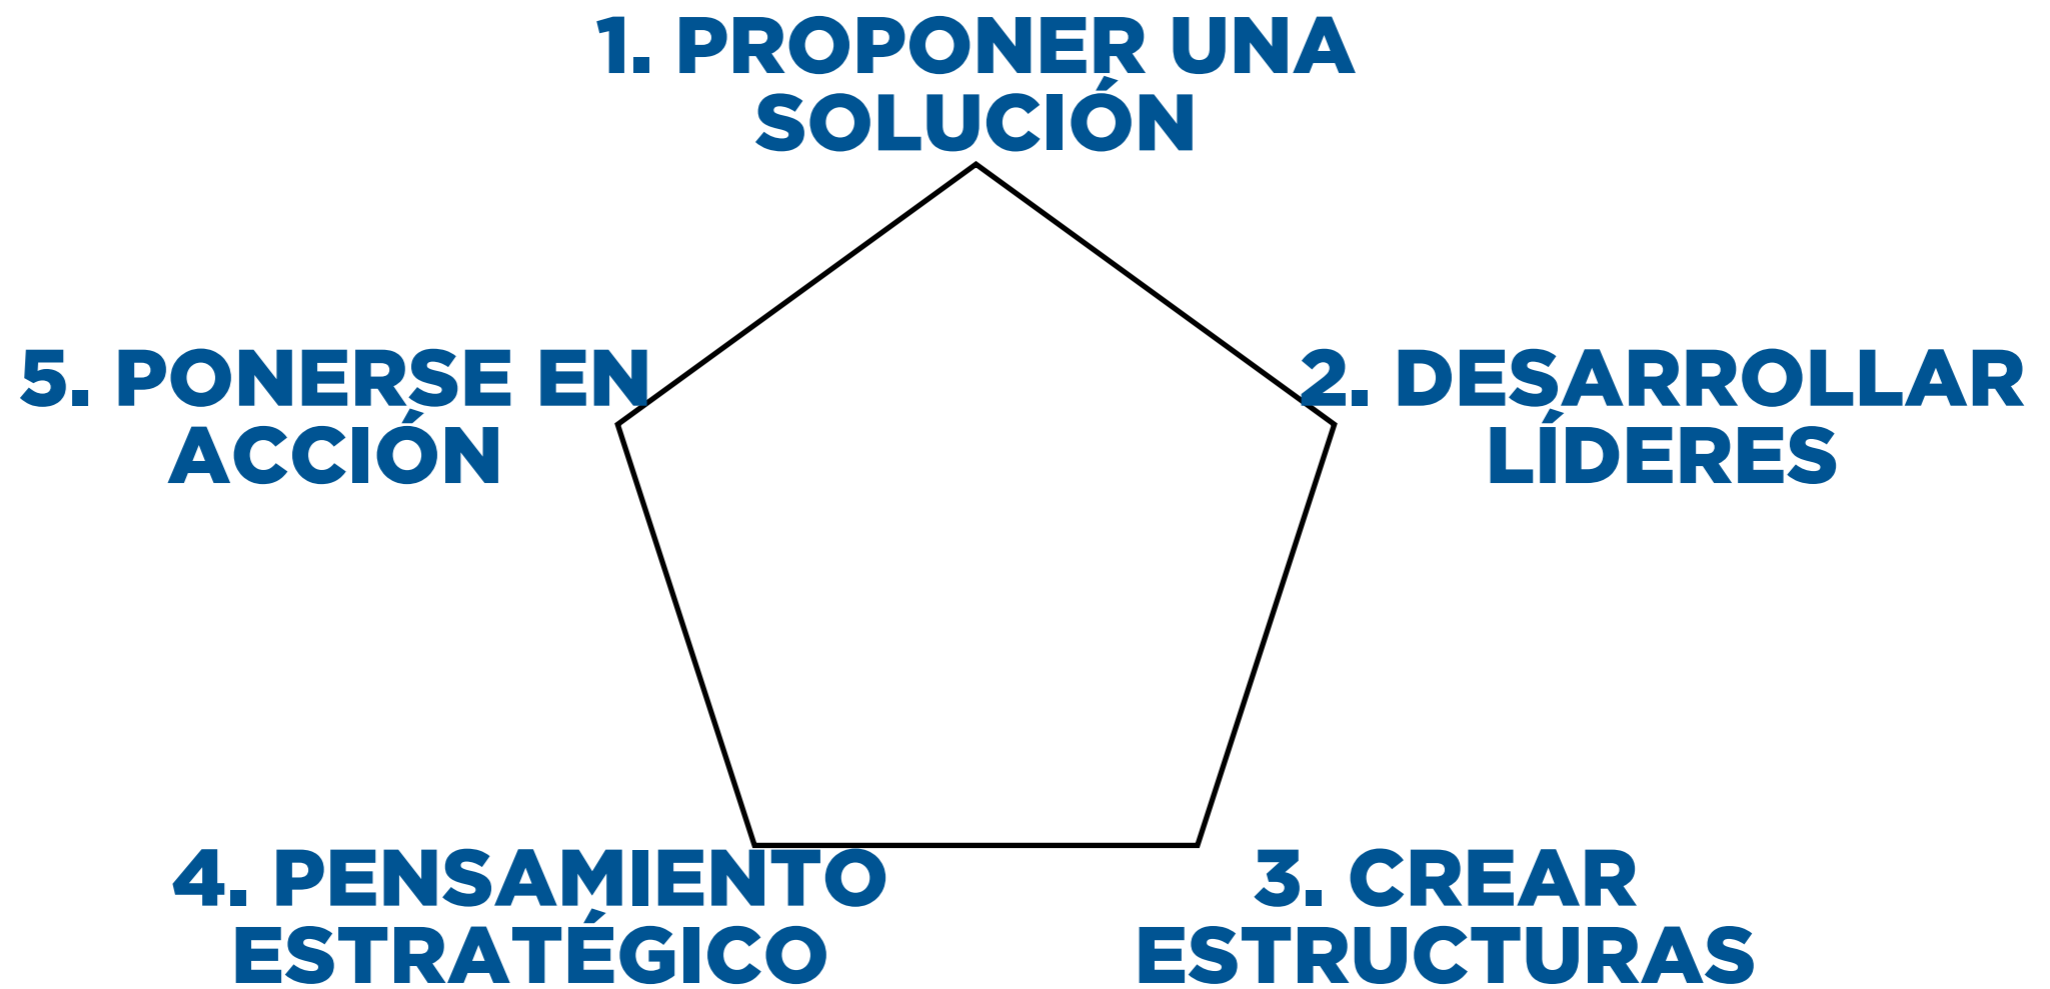 1. PROPONER UNA
SOLUCIÓN
2. DESARROLLAR
LÍDERES
3. CREAR
ESTRUCTURAS
4. PENSAMIENTO
ESTRATÉGICO
5. PONERSE EN
ACCIÓN